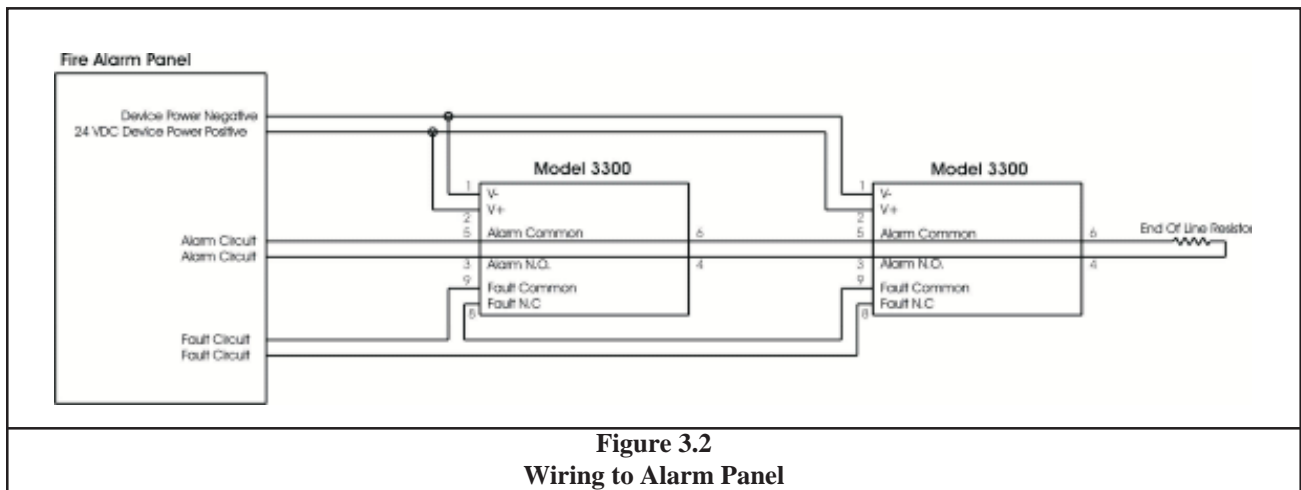 Fire Alarm Panel
Device Power Negative
24 VDC Device Power Positive
Alarm Circuit
Alarm Circuit
Fault Circuit
Fault Circuit
Model 3300
1
V-
2
V+
5
Alarm Common
6
3
Alarm N.O.
4
9
Fault Common
8
Fault N.C
Model 3300
1
V-
2
V+
5
Alarm Common
6
3
Alarm N.O.
4
9
Fault Common
8
Fault N.C
End Of Line Resistor
Figure 3.2
Wiring to Alarm Panel